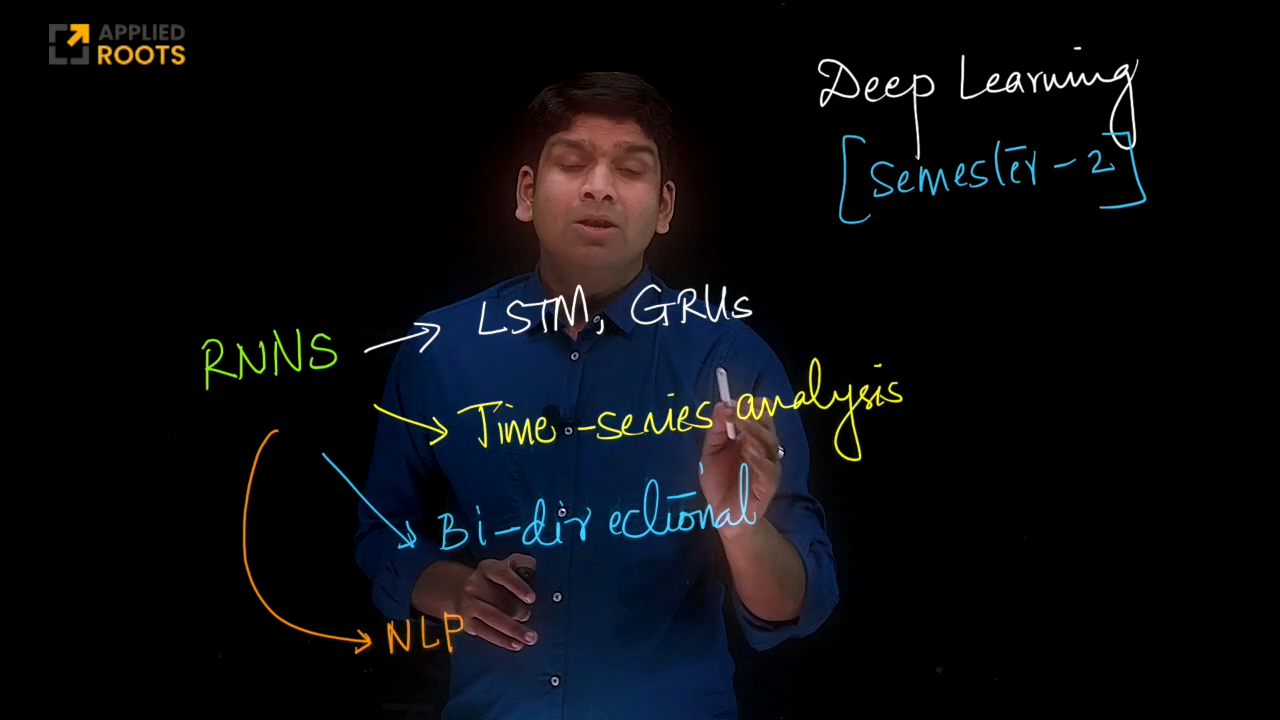 APPLIED
ROOTS
Deep Learning
[Semester - 2]
LSTM, GRUs
RNNs
Time-series analysis
Bi-directional
NLP